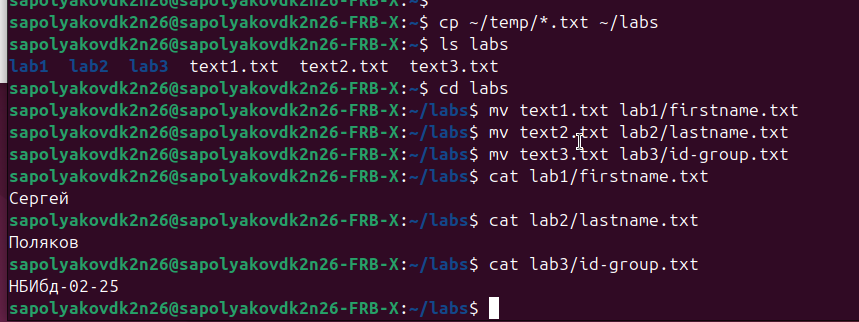 sapolyakovdk2n26@sapolyakovdk2n26-FRB-X:~$
sapolyakovdk2n26@sapolyakovdk2n26-FRB-X:~$ cp ~/temp/*.txt ~/labs
sapolyakovdk2n26@sapolyakovdk2n26-FRB-X:~$ ls labs
lab1  lab2  lab3  text1.txt  text2.txt  text3.txt
sapolyakovdk2n26@sapolyakovdk2n26-FRB-X:~$ cd labs
sapolyakovdk2n26@sapolyakovdk2n26-FRB-X:~/labs$ mv text1.txt lab1/firstname.txt
sapolyakovdk2n26@sapolyakovdk2n26-FRB-X:~/labs$ mv text2.txt lab2/lastname.txt
sapolyakovdk2n26@sapolyakovdk2n26-FRB-X:~/labs$ mv text3.txt lab3/id-group.txt
sapolyakovdk2n26@sapolyakovdk2n26-FRB-X:~/labs$ cat lab1/firstname.txt
Сергей
sapolyakovdk2n26@sapolyakovdk2n26-FRB-X:~/labs$ cat lab2/lastname.txt
Поляков
sapolyakovdk2n26@sapolyakovdk2n26-FRB-X:~/labs$ cat lab3/id-group.txt
НБИбд-02-25
sapolyakovdk2n26@sapolyakovdk2n26-FRB-X:~/labs$